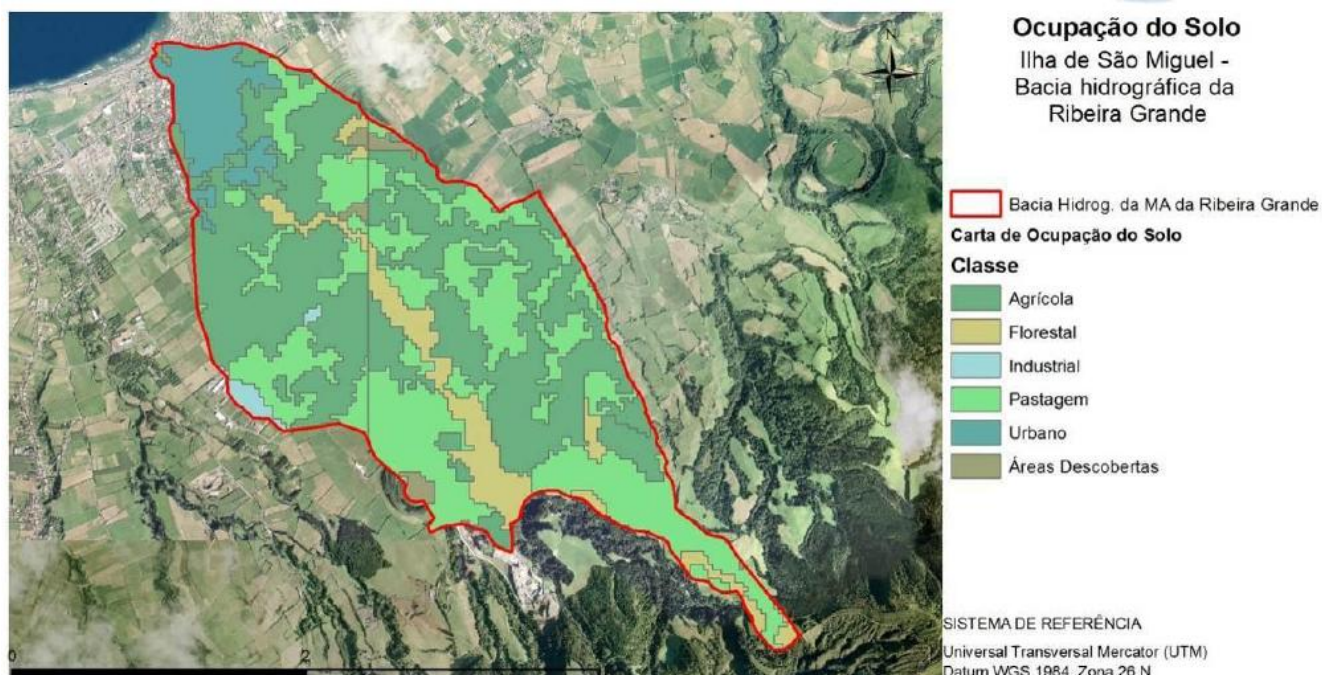 Ocupação do Solo
Ilha de São Miguel -
Bacia hidrográfica da
Ribeira Grande
N
Bacia Hidrog. da MA da Ribeira Grande
Carta de Ocupação do Solo
Classe
Agrícola
Florestal
Industrial
Pastagem
Urbano
Áreas Descobertas
SISTEMA DE REFERÊNCIA
Universal Transversal Mercator (UTM)
Datum WGS 1984, Zona 26 N
0 2